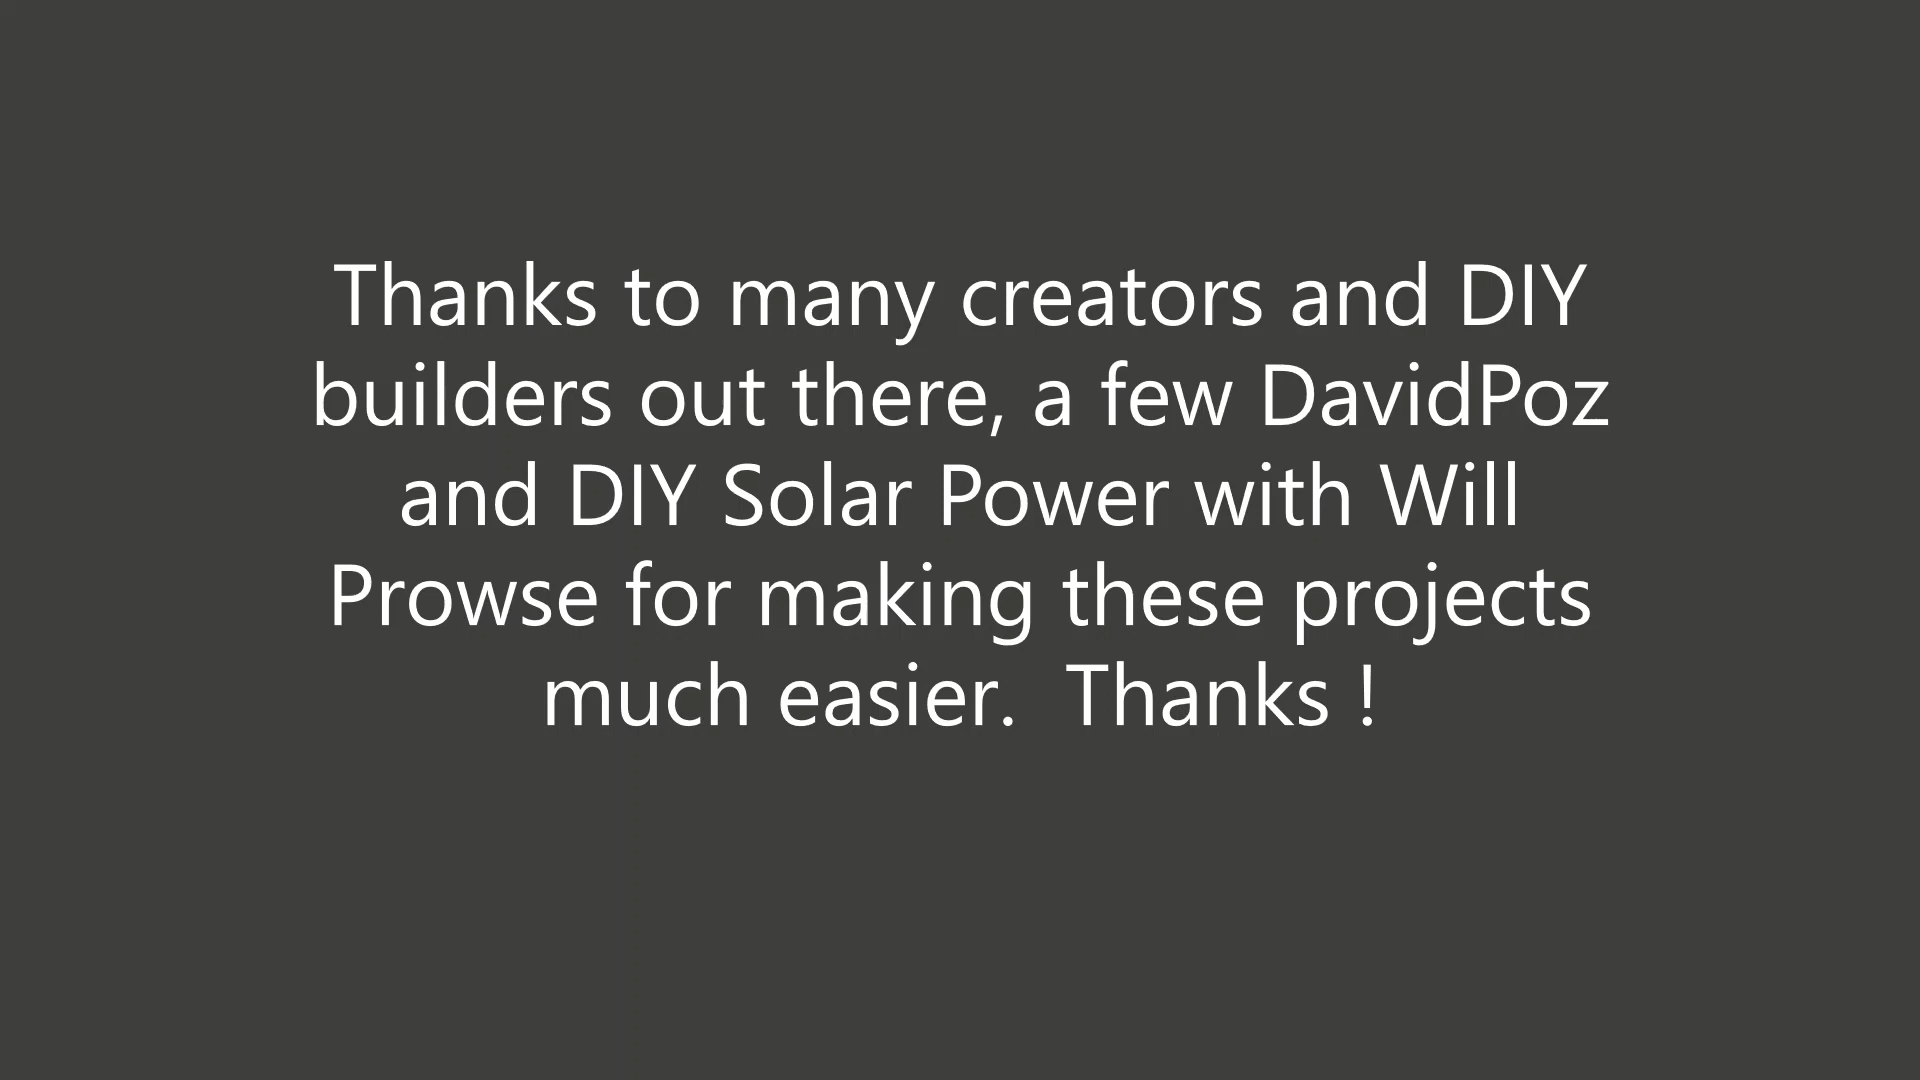 Thanks to many creators and DIY
builders out there, a few DavidPoz
and DIY Solar Power with Will
Prowse for making these projects
much easier.  Thanks !